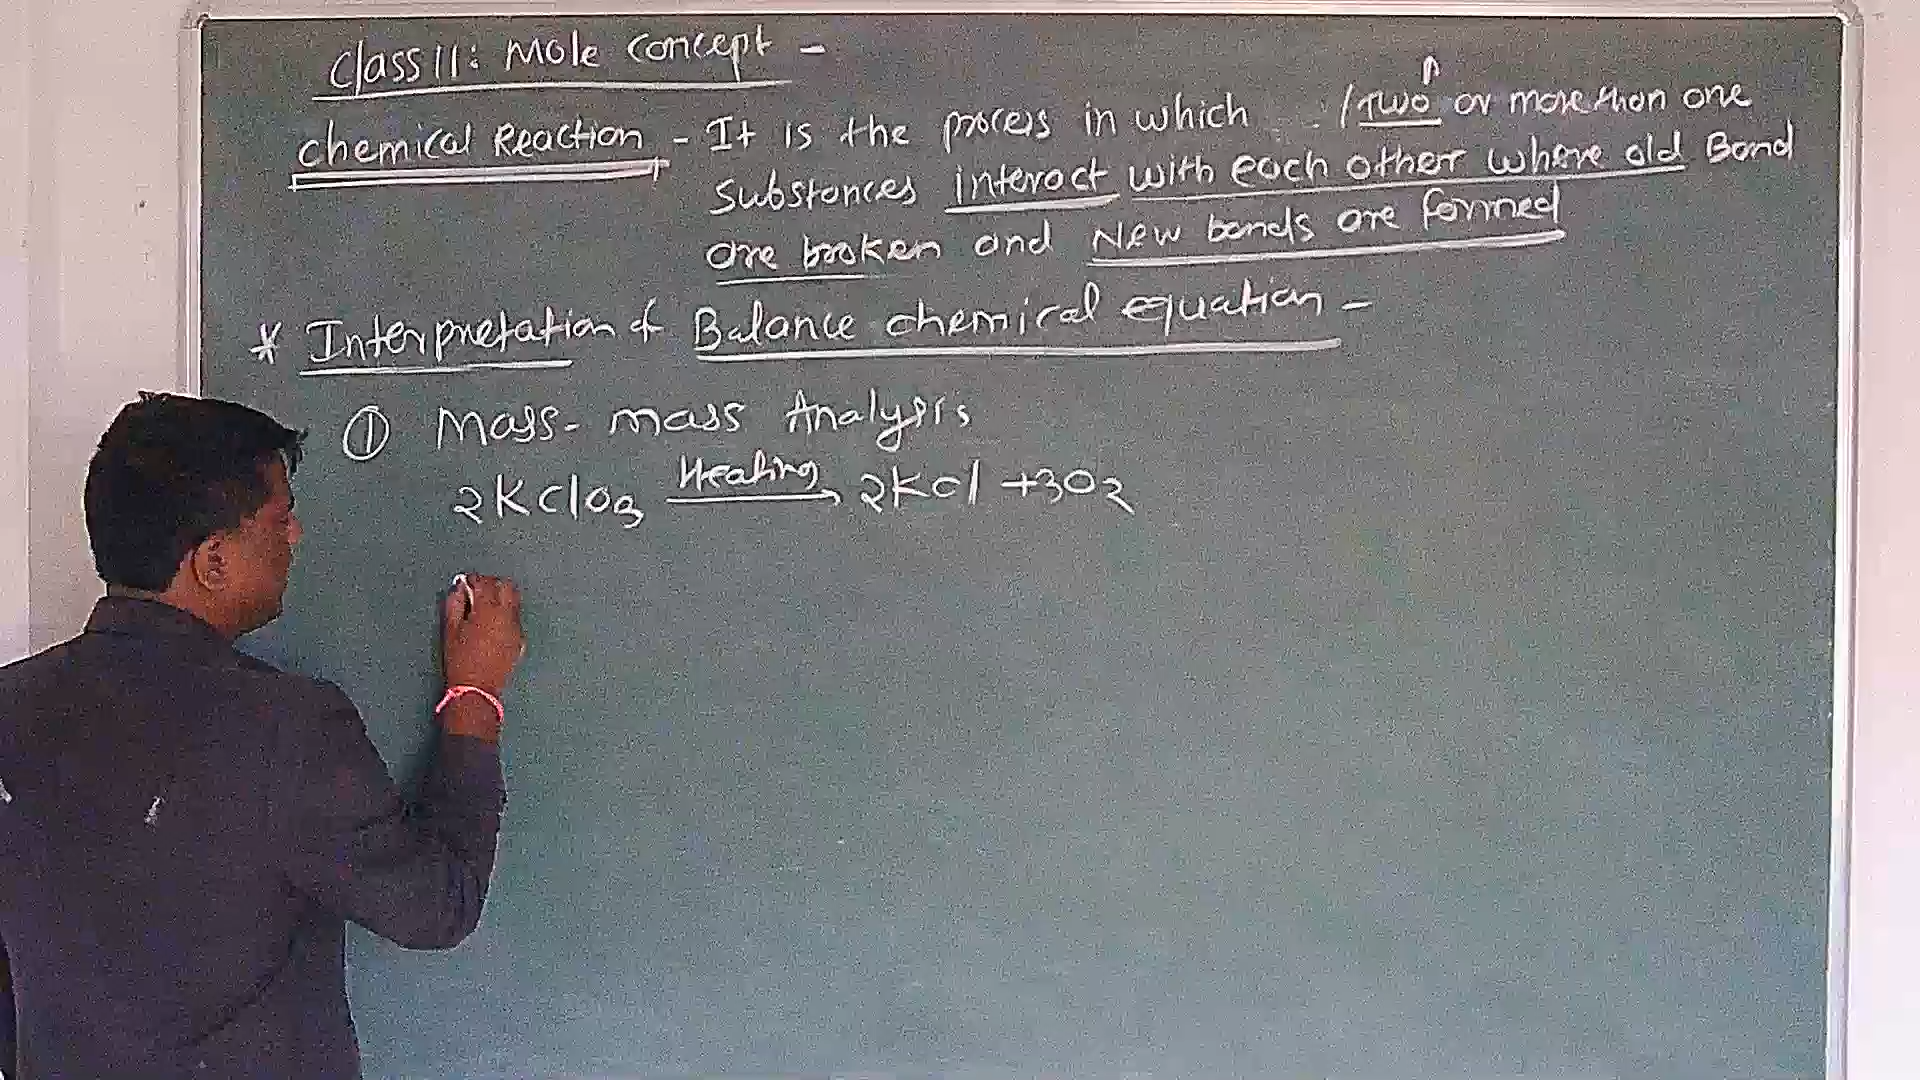 Class 11: Mole Concept -
Chemical Reaction - It is the process in which /Two or more than one
Substances interact with each other where old Bond
are broken and New bonds are formed
* Interpretation of Balance chemical equation -
① Mass-mass Analysis
2KClO3 Heating → 2KCl +3O2